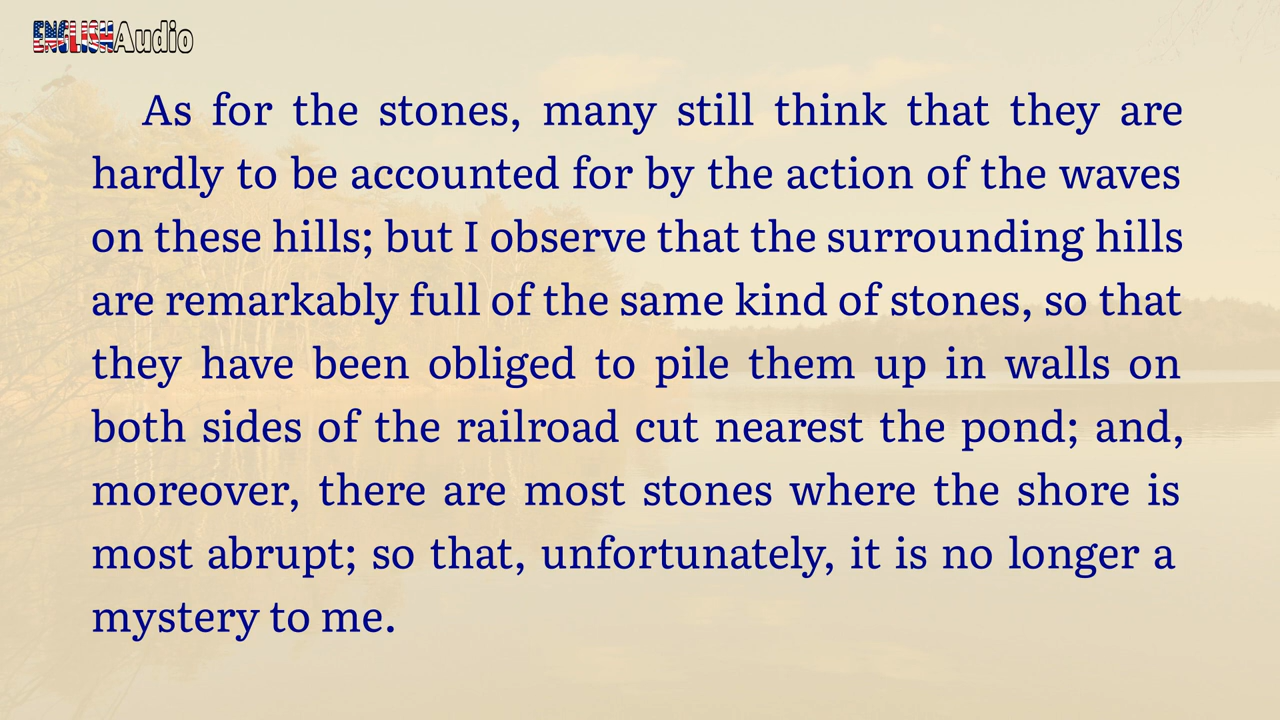 ENGLISHAudio
As for the stones, many still think that they are
hardly to be accounted for by the action of the waves
on these hills; but I observe that the surrounding hills
are remarkably full of the same kind of stones, so that
they have been obliged to pile them up in walls on
both sides of the railroad cut nearest the pond; and,
moreover, there are most stones where the shore is
most abrupt; so that, unfortunately, it is no longer a
mystery to me.